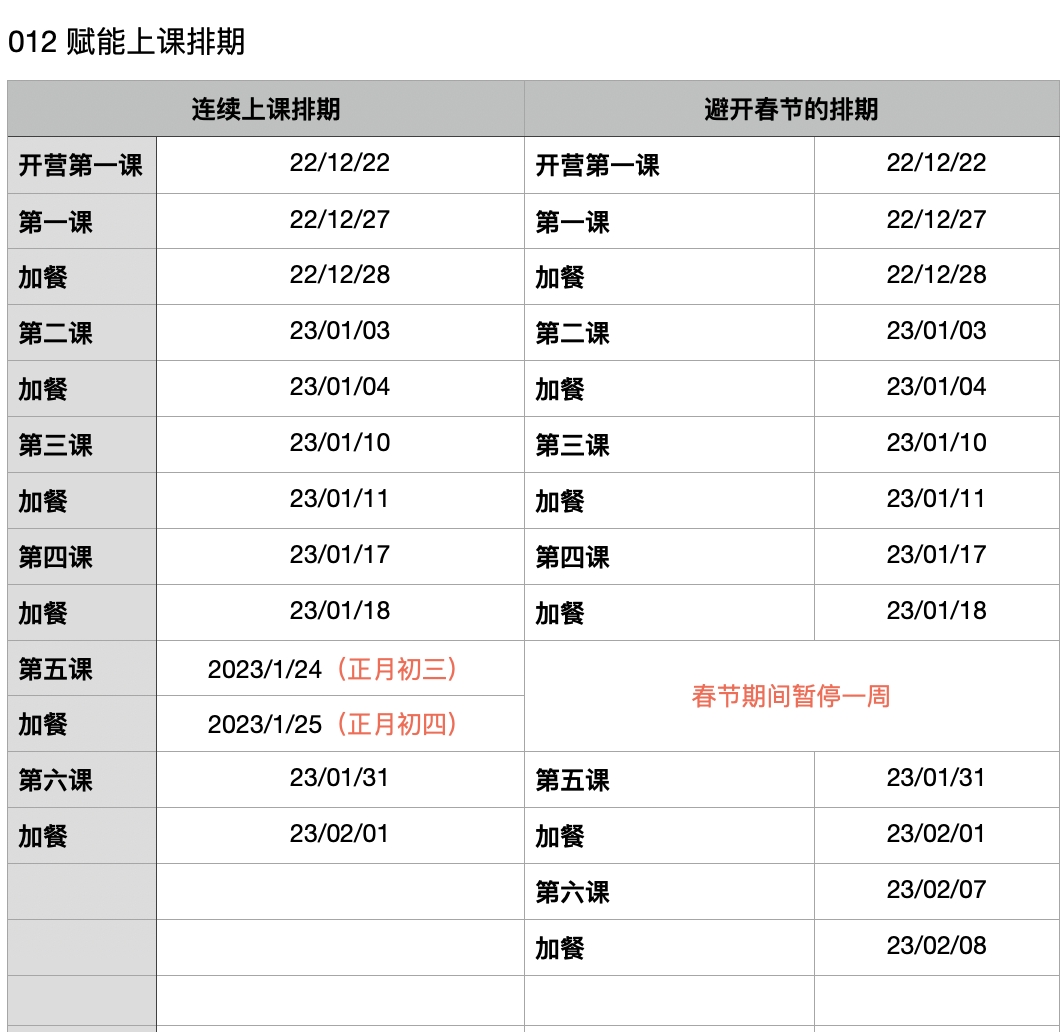 012 赋能上课排期
连续上课排期 避开春节的排期
开营第一课 22/12/22 开营第一课 22/12/22
第一课 22/12/27 第一课 22/12/27
加餐 22/12/28 加餐 22/12/28
第二课 23/01/03 第二课 23/01/03
加餐 23/01/04 加餐 23/01/04
第三课 23/01/10 第三课 23/01/10
加餐 23/01/11 加餐 23/01/11
第四课 23/01/17 第四课 23/01/17
加餐 23/01/18 加餐 23/01/18
第五课 2023/1/24（正月初三）
春节期间暂停一周
加餐 2023/1/25（正月初四）
第六课 23/01/31 第五课 23/01/31
加餐 23/02/01 加餐 23/02/01
第六课 23/02/07
加餐 23/02/08